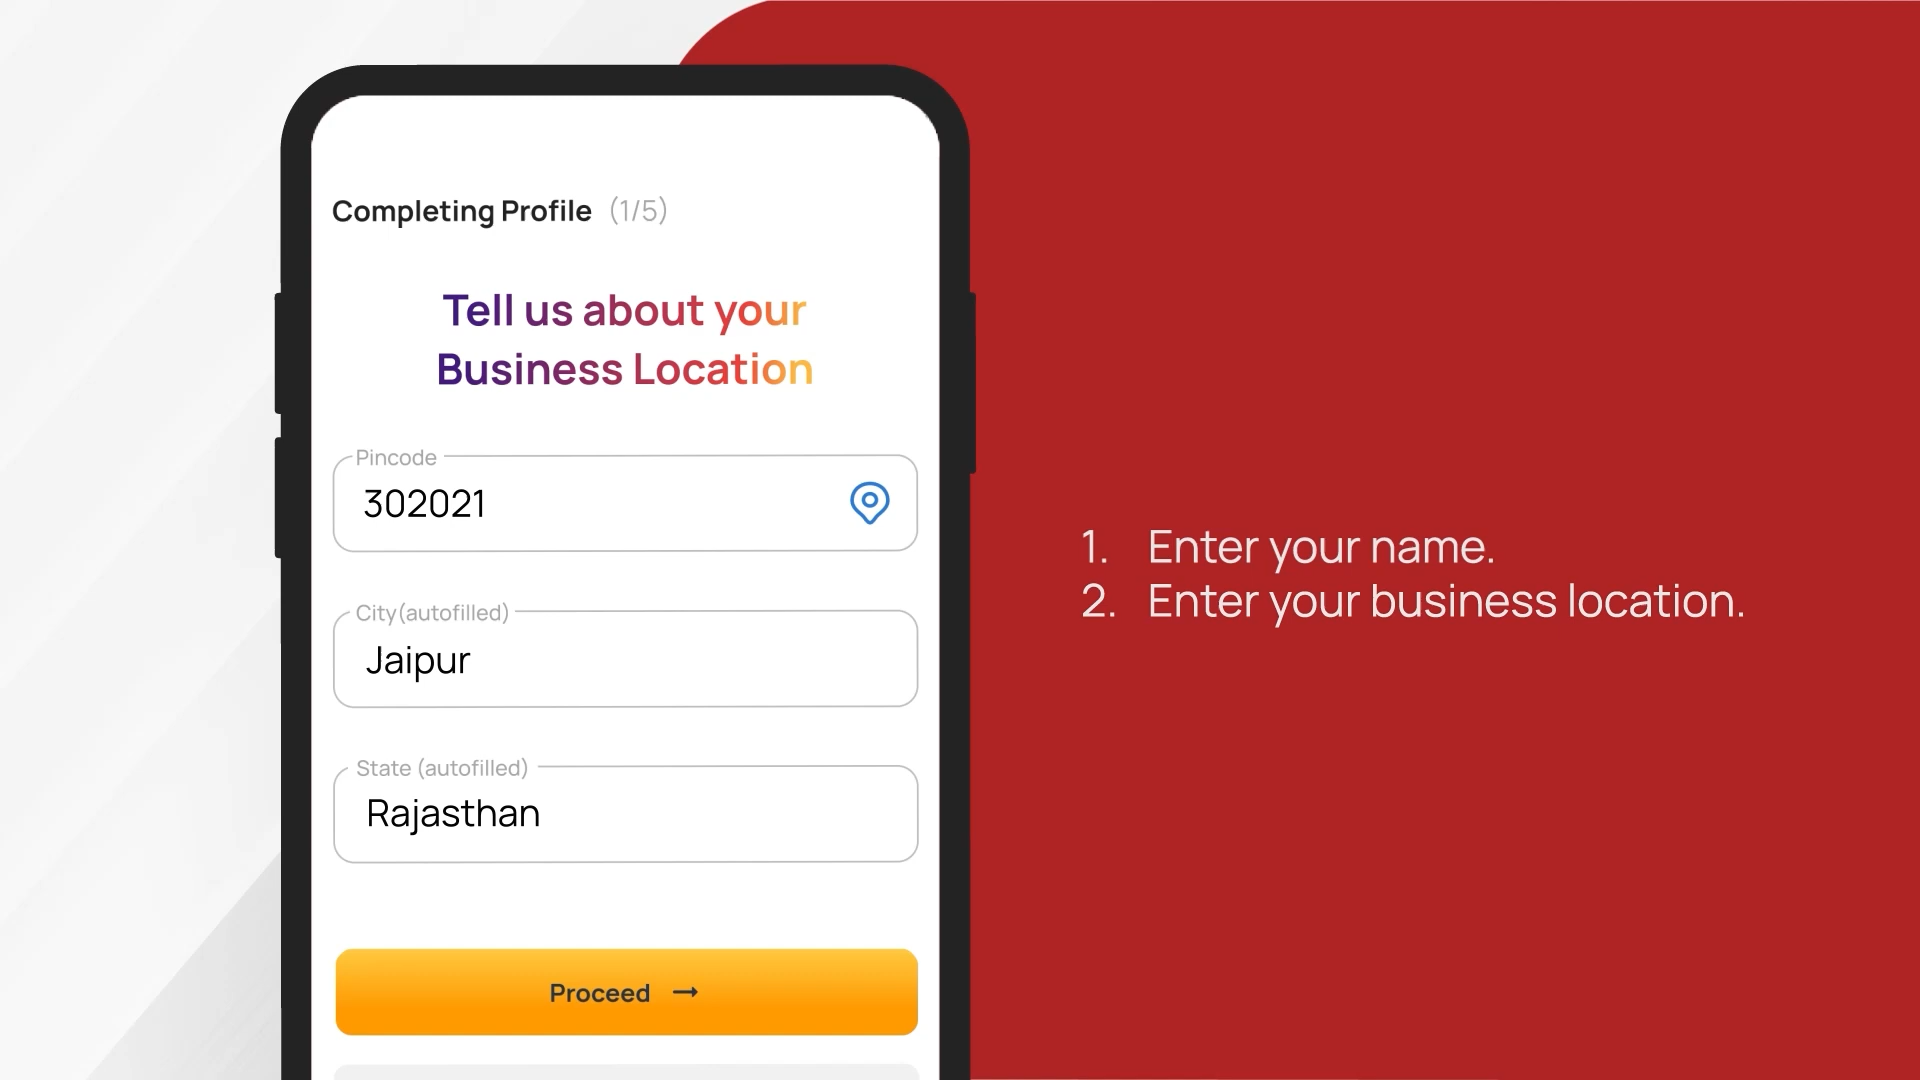 Completing Profile (1/5)
Tell us about your
Business Location
Pincode
302021
City(autofilled)
Jaipur
State (autofilled)
Rajasthan
Proceed →
1. Enter your name.
2. Enter your business location.